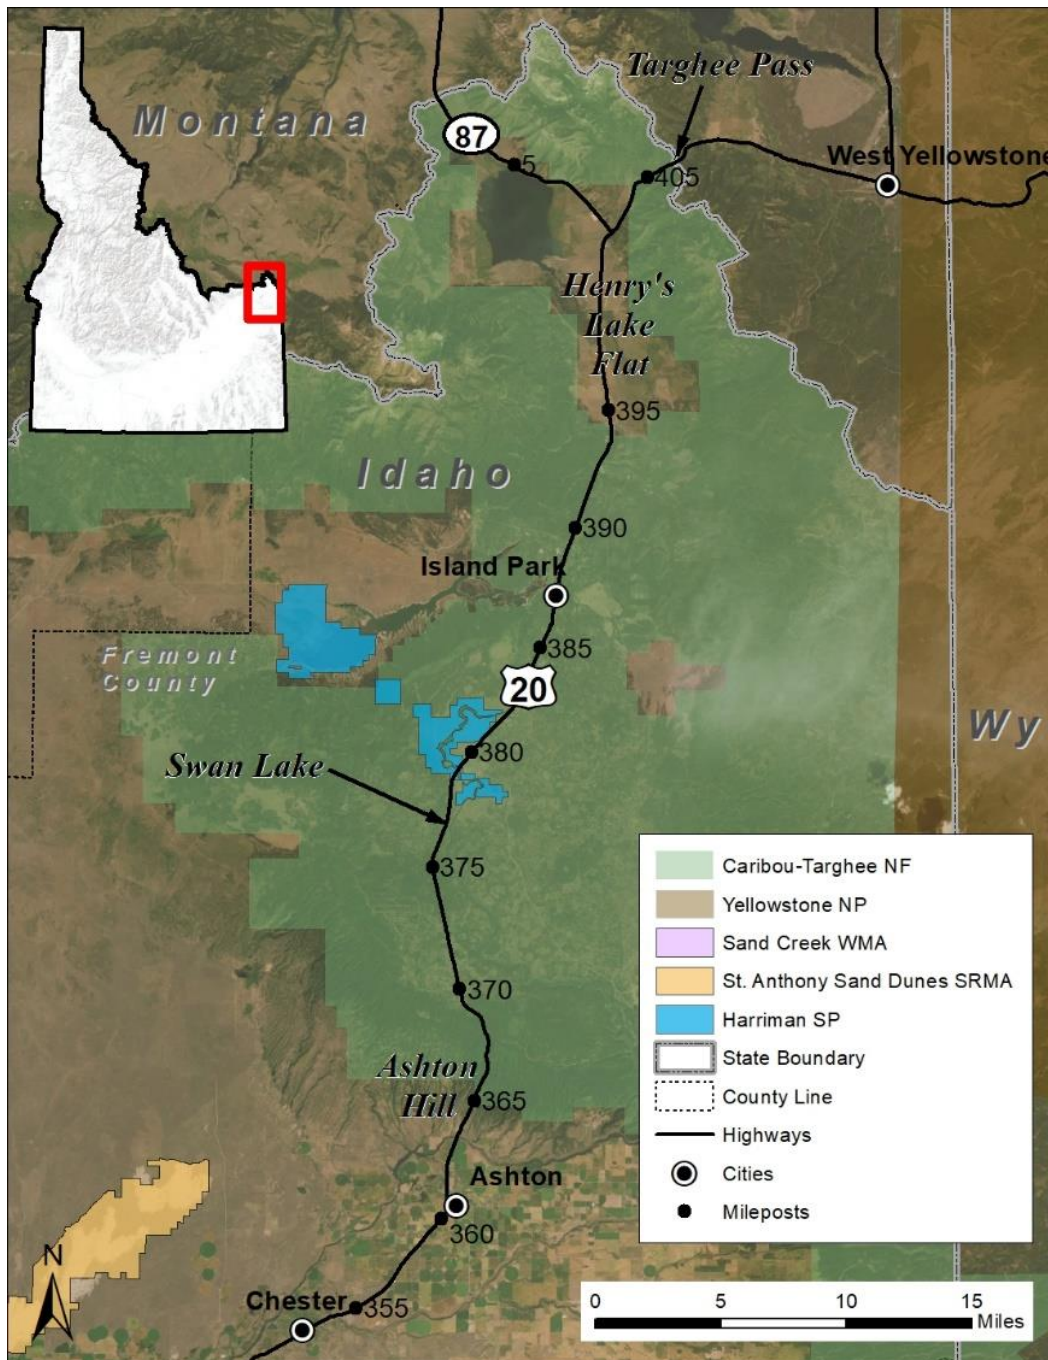 Targhee Pass
Montana
87
5
405
West Yellowstone
Henry's
Lake
Flat
395
Idaho
390
Island Park
385
Fremont
County
20
Wy
380
Swan Lake
375
370
Ashton
Hill
365
Ashton
360
Chester
355
N
Caribou-Targhee NF
Yellowstone NP
Sand Creek WMA
St. Anthony Sand Dunes SRMA
Harriman SP
State Boundary
County Line
Highways
Cities
Mileposts
0 5 10 15
Miles